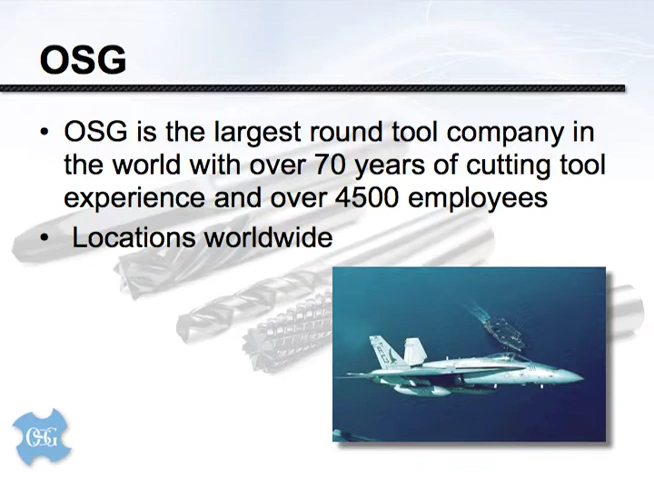 OSG
• OSG is the largest round tool company in
the world with over 70 years of cutting tool
experience and over 4500 employees
• Locations worldwide
OSG